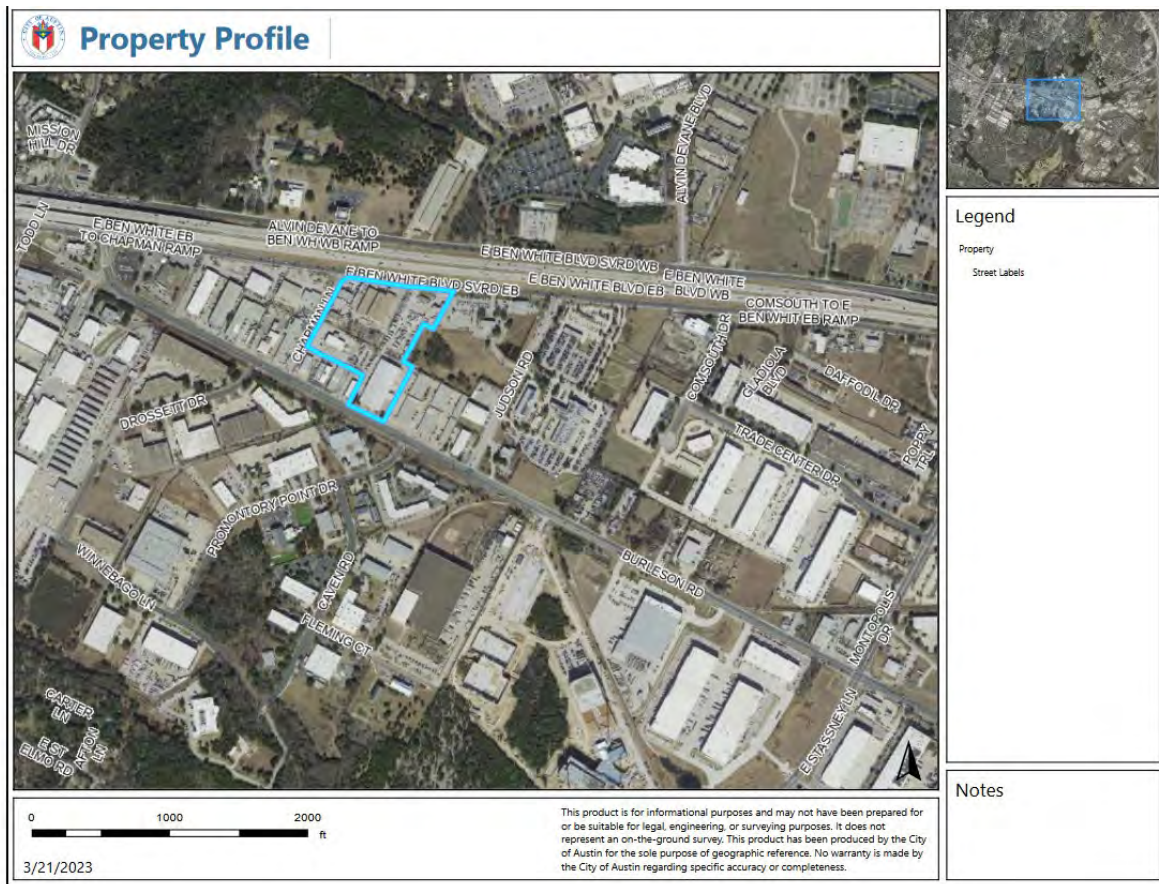 Property Profile
MISSION
HILL DR
TODD LN
E BEN WHITE EB
TO CHAPMAN RAMP
ALVIN DEVANE TO
BEN WH WB RAMP
ALVIN DEVANE BLVD
E BEN WHITE BLVD SVRD WB
E BEN WHITE
BLVD WB
E BEN WHITE BLVD SVRD EB
E BEN WHITE BLVD EB
COMSOUTH TO E
BEN WHIT EB RAMP
CHAPMAN LN
JUDSON RD
COMSOUTH DR
GLADIOLA
BLVD
DAFFODIL DR
POPPY
TRL
TRADE CENTER DR
DROSSETT DR
PROMONTORY POINT DR
WINNEBAGO LN
CAVEN RD
FLEMING CT
BURLESON RD
MONTOPOLIS
DR
E STASSNEY LN
CARTER
LN
E ST
ELMO RD
AFTON
LN
Legend
Property
Street Labels
Notes
0 1000 2000
ft
3/21/2023
This product is for informational purposes and may not have been prepared for
or be suitable for legal, engineering, or surveying purposes. It does not
represent an on-the-ground survey. This product has been produced by the City
of Austin for the sole purpose of geographic reference. No warranty is made by
the City of Austin regarding specific accuracy or completeness.